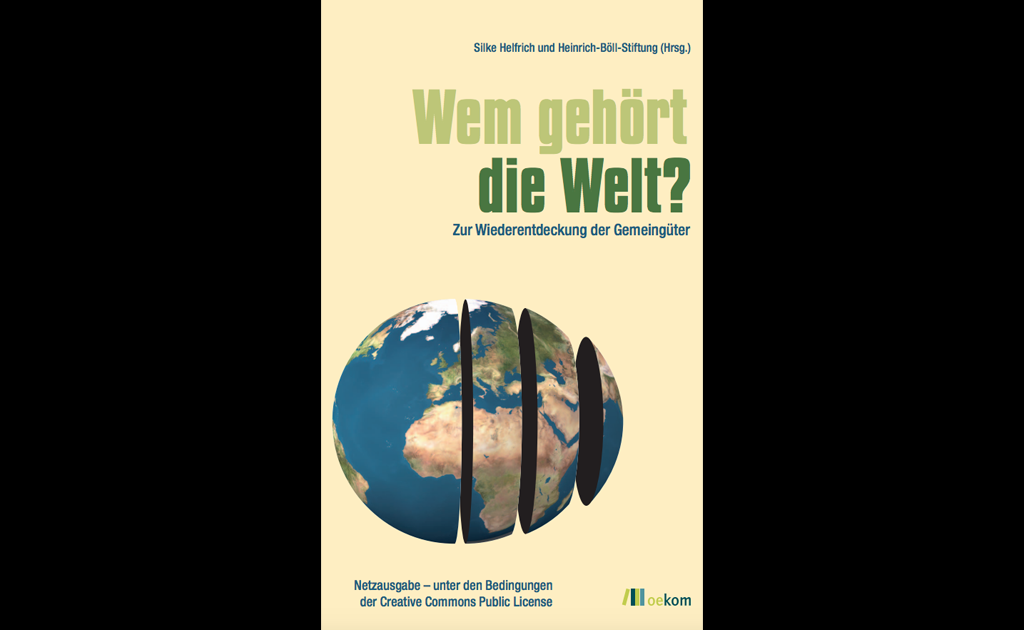 Silke Helfrich und Heinrich-Böll-Stiftung (Hrsg.)
Wem gehört
die Welt?
Zur Wiederentdeckung der Gemeingüter
Netzausgabe – unter den Bedingungen
der Creative Commons Public License
oekom